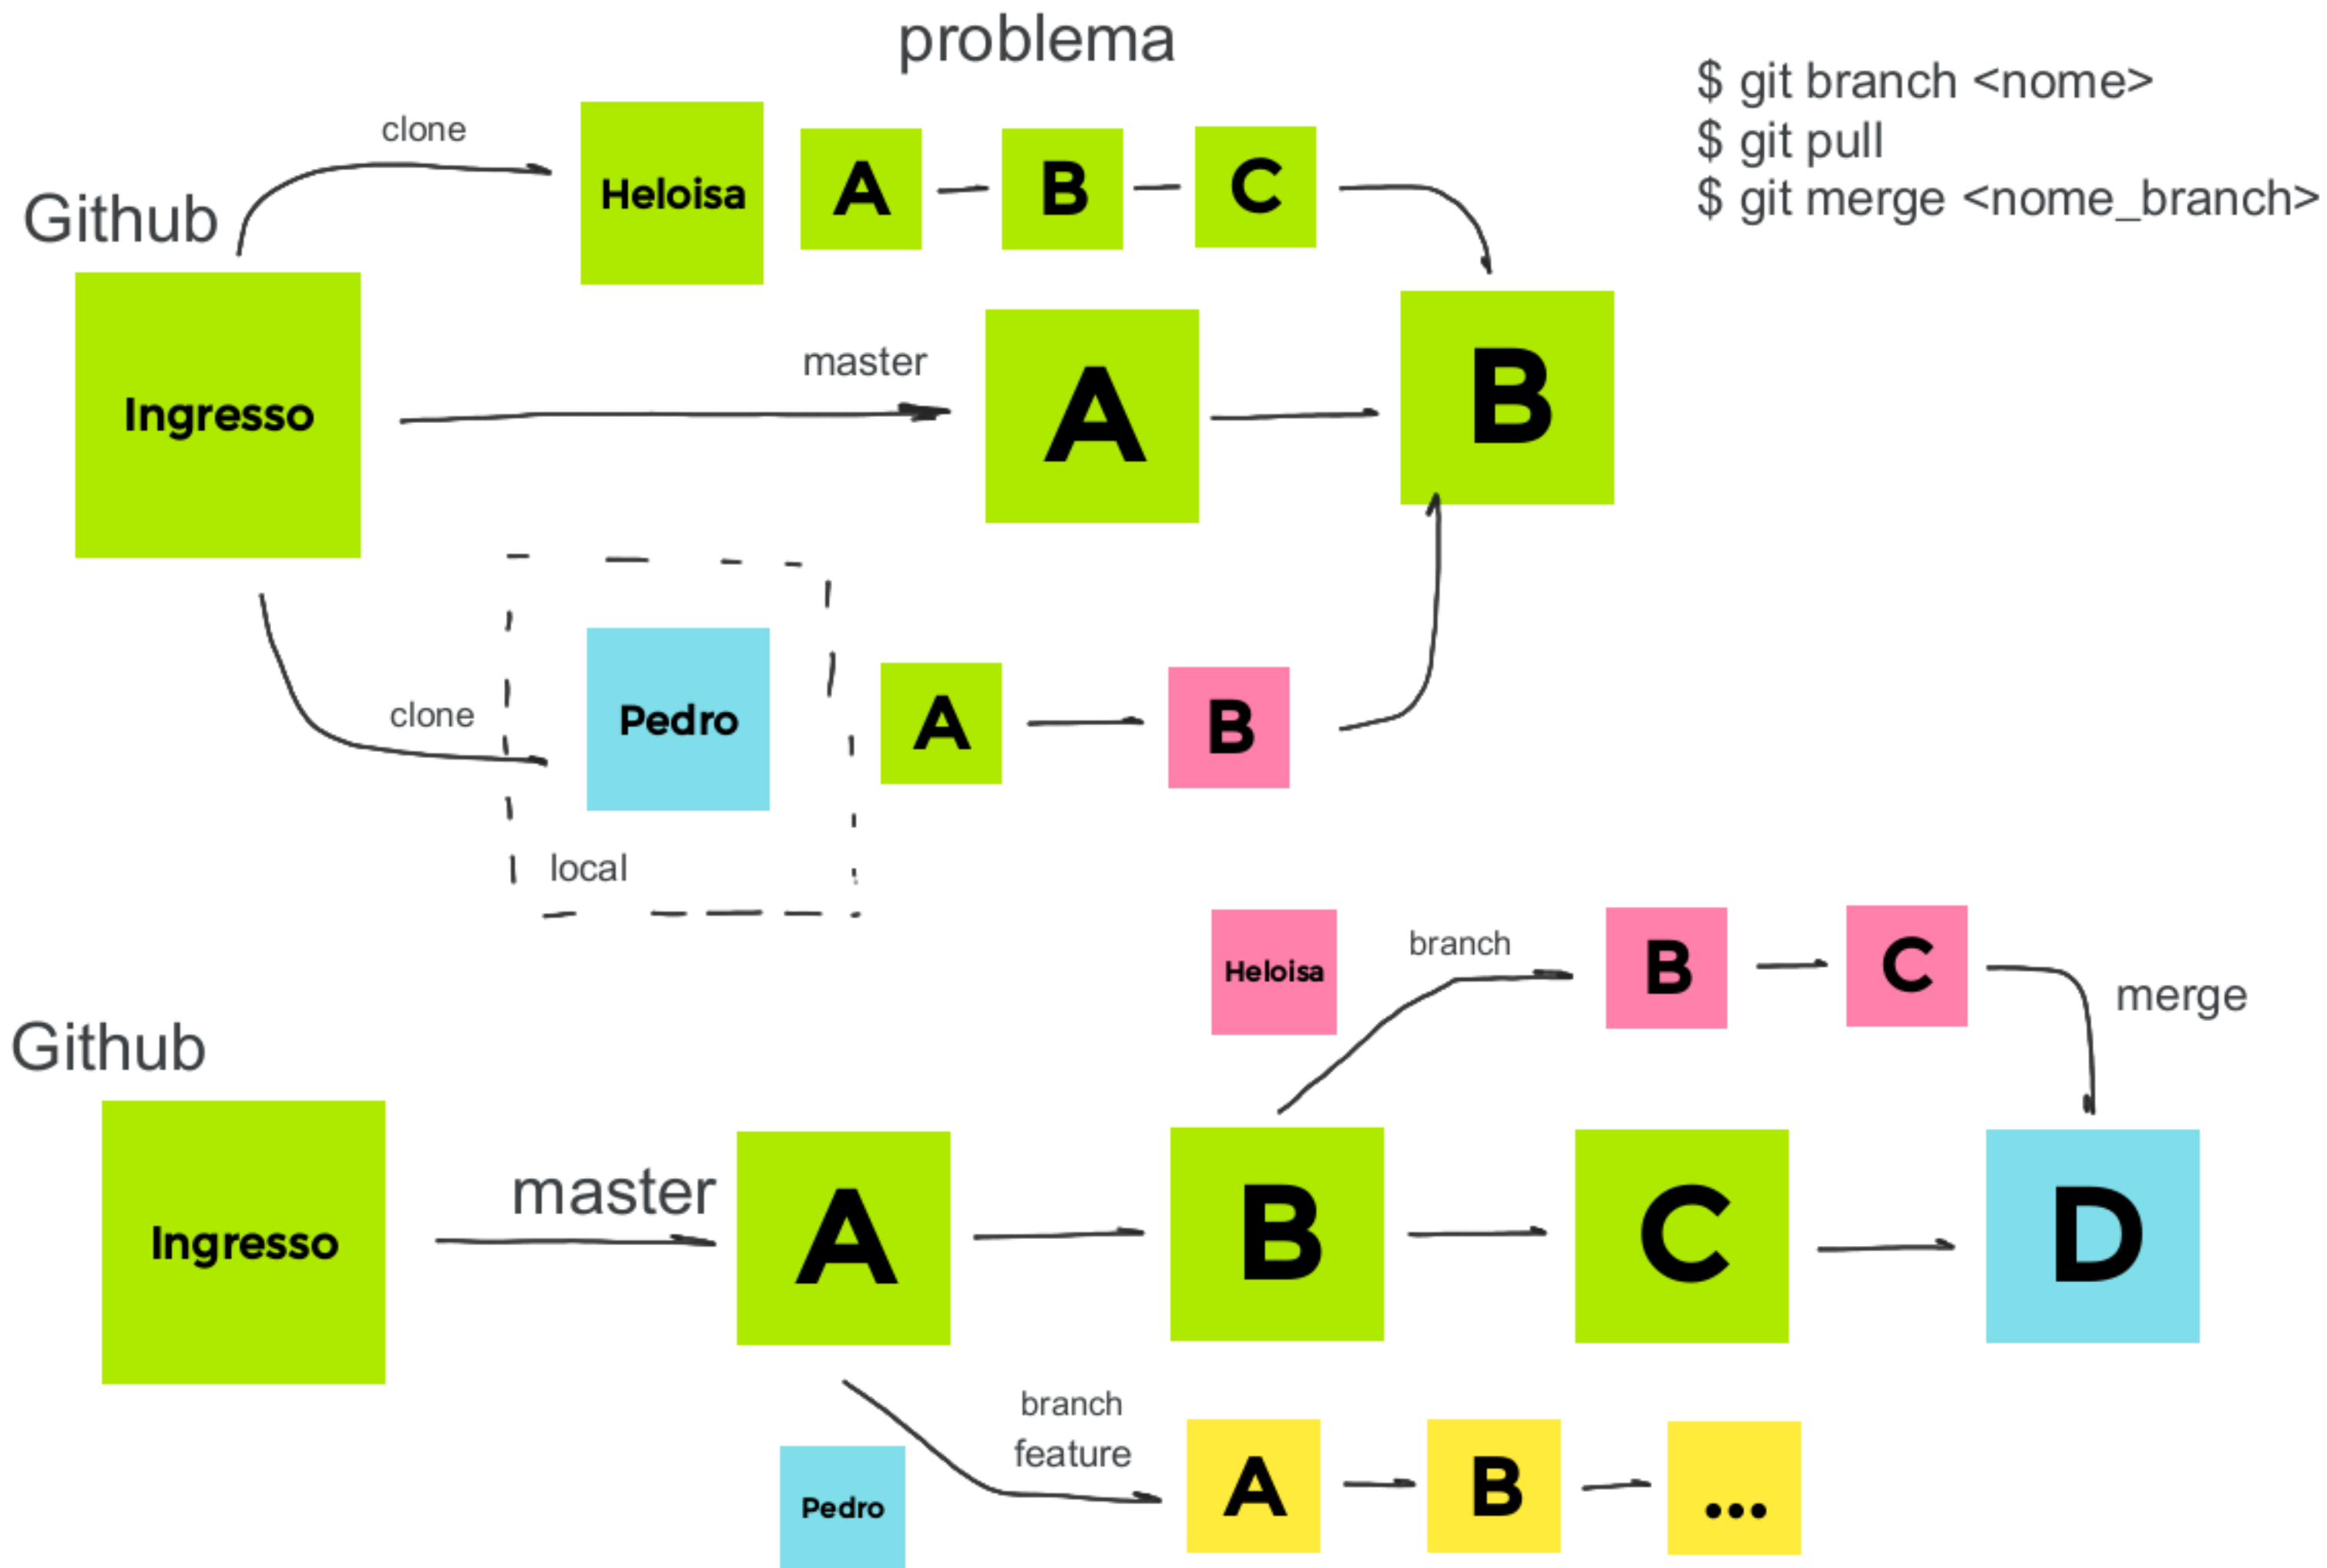 problema
$ git branch <nome>
$ git pull
$ git merge <nome_branch>
clone
Heloisa
A
B
C
Github
Ingresso
master
A
B
clone
Pedro
local
A
B
Heloisa
branch
B
C
merge
Github
Ingresso
master
A
B
C
D
Pedro
branch
feature
A
B
...